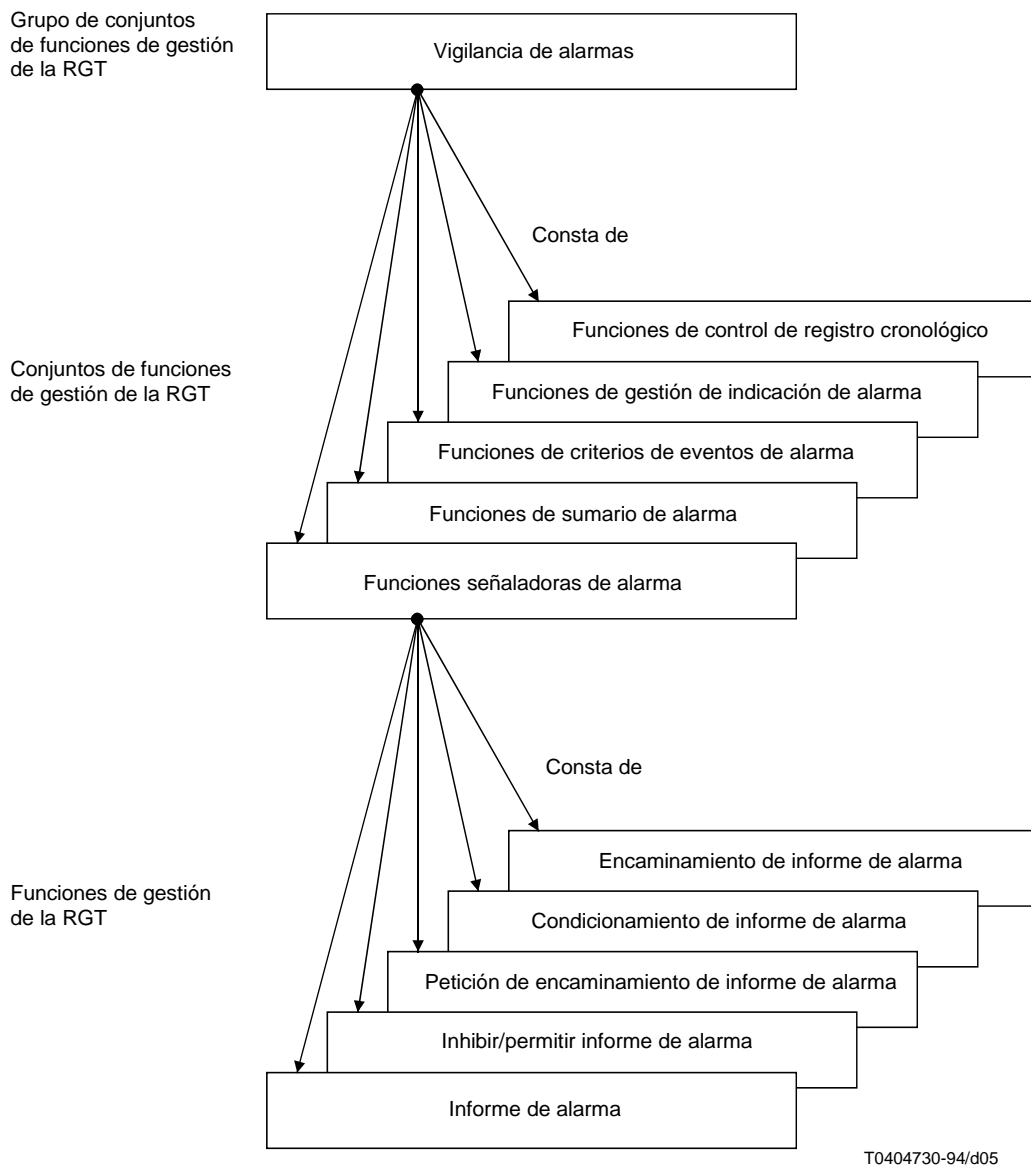 Grupo de conjuntos
de funciones de gestión
de la RGT
Vigilancia de alarmas
Consta de
Funciones de control de registro cronológico
Conjuntos de funciones
de gestión de la RGT
Funciones de gestión de indicación de alarma
Funciones de criterios de eventos de alarma
Funciones de sumario de alarma
Funciones señaladoras de alarma
Consta de
Encaminamiento de informe de alarma
Funciones de gestión
de la RGT
Condicionamiento de informe de alarma
Petición de encaminamiento de informe de alarma
Inhibir/permitir informe de alarma
Informe de alarma
T0404730-94/d05